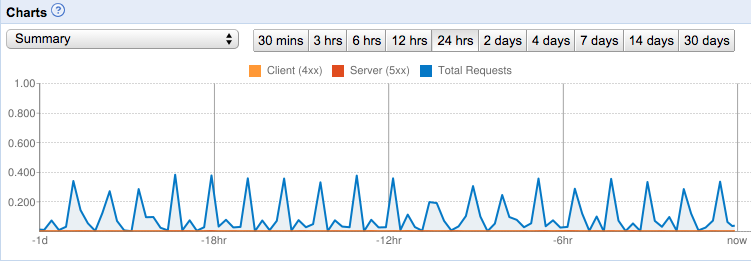 Charts ?
Summary
30 mins 3 hrs 6 hrs 12 hrs 24 hrs 2 days 4 days 7 days 14 days 30 days
Client (4xx) Server (5xx) Total Requests
1.00
0.800
0.600
0.400
0.200
-1d -18hr -12hr -6hr now